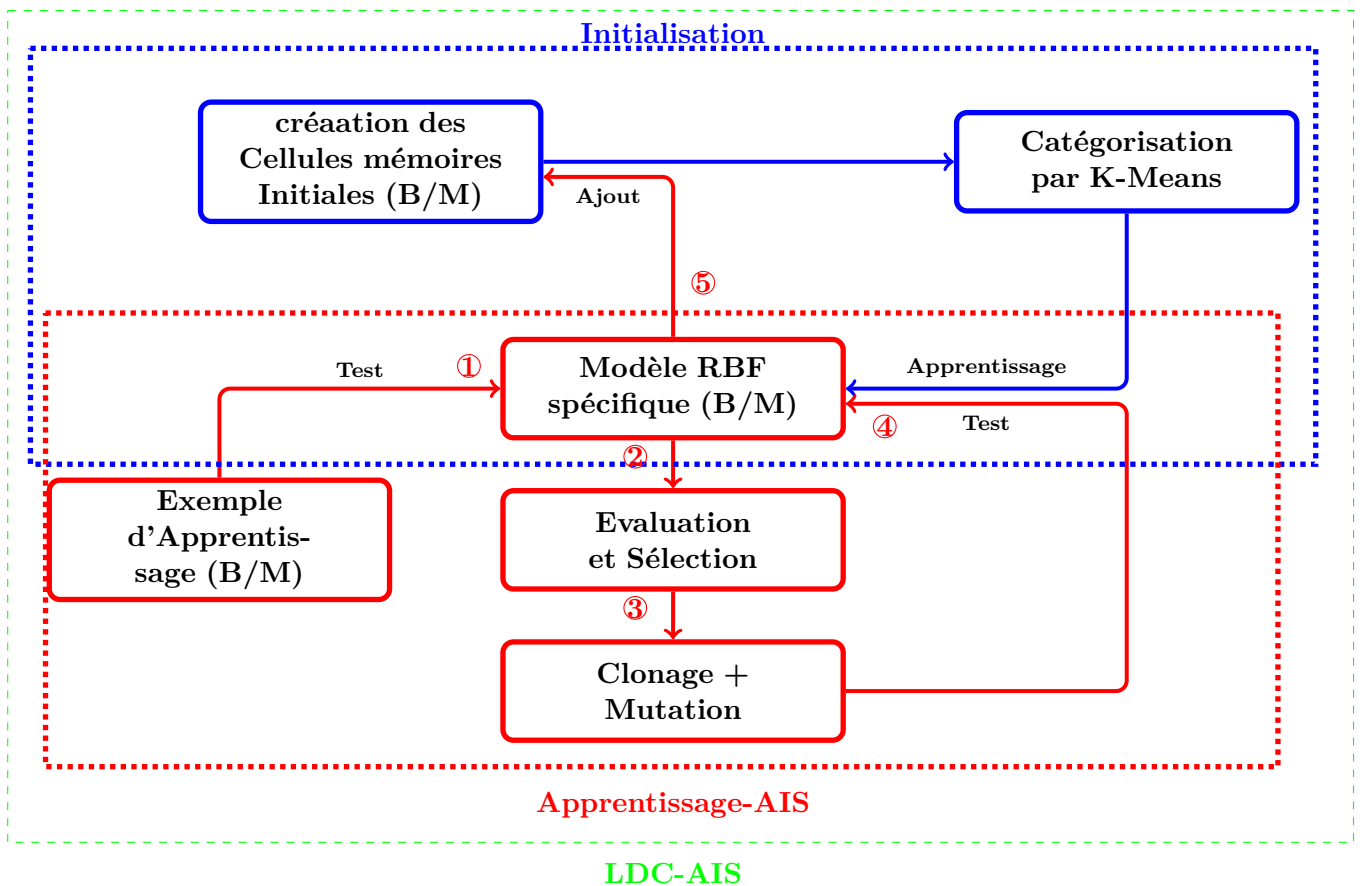 Initialisation
créaation des
Cellules mémoires
Initiales (B/M)
Catégorisation
par K-Means
Ajout
⑤
Test
①
Modèle RBF
spécifique (B/M)
Apprentissage
④
Test
②
Exemple
d'Apprentis-
sage (B/M)
Evaluation
et Sélection
③
Clonage +
Mutation
Apprentissage-AIS
LDC-AIS